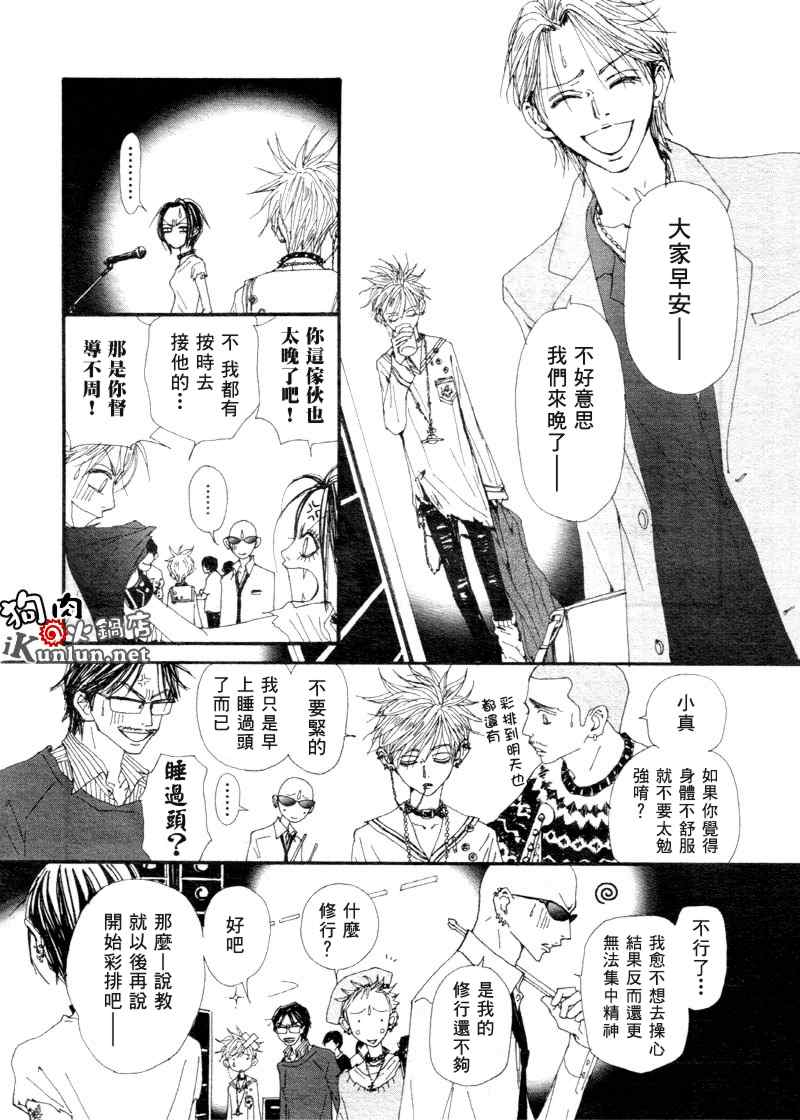 大家早安——
不好意思
我們來晚了——
………
你這傢伙也
太晚了吧！
不 我都有
按時去
接他的…
那是你督
導不周！
……
狗肉
火鍋店
iKunlun.net
小真
如果你覺得
身體不舒服
就不要太勉
強唷？
彩排到明天也
都還有
不要緊的
我只是早
上睡過頭
了而已
……
睡過頭？
不行了…
我愈不想去操心
結果反而還更
無法集中精神
是我的
修行還不夠
什麼
修行？
好吧
那麼—說教
就以後再說
開始彩排吧——